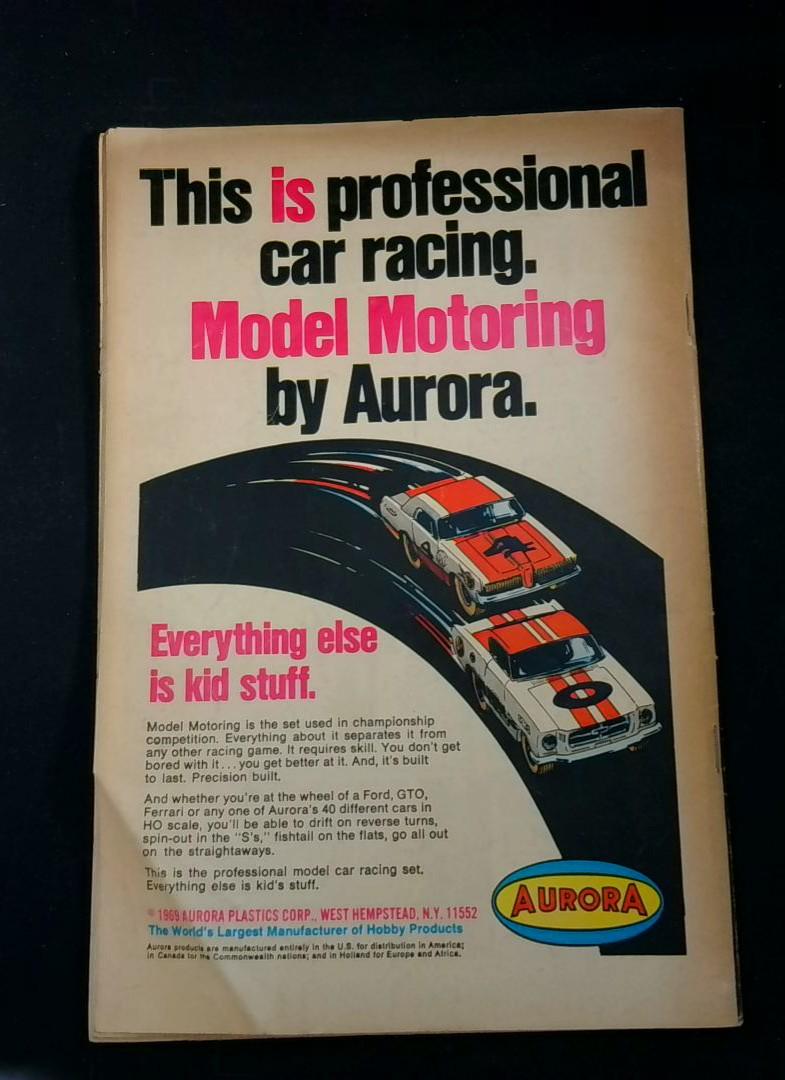 This is professional
car racing.
Model Motoring
by Aurora.
Everything else
is kid stuff.
Model Motoring is the set used in championship
competition. Everything about it separates it from
any other racing game. It requires skill. You don't get
bored with it...you get better at it. And, it's built
to last. Precision built.
And whether you're at the wheel of a Ford, GTO,
Ferrari or any one of Aurora's 40 different cars in
HO scale, you'll be able to drift on reverse turns,
spin-out in the "S's," fishtail on the flats, go all out
on the straightaways.
This is the professional model car racing set.
Everything else is kid's stuff.
© 1969 AURORA PLASTICS CORP., WEST HEMPSTEAD, N.Y. 11552
The World's Largest Manufacturer of Hobby Products
Aurora products are manufactured entirely in the U.S. for distribution in America;
in Canada for the Commonwealth nations; and in Holland for Europe and Africa.
AURORA